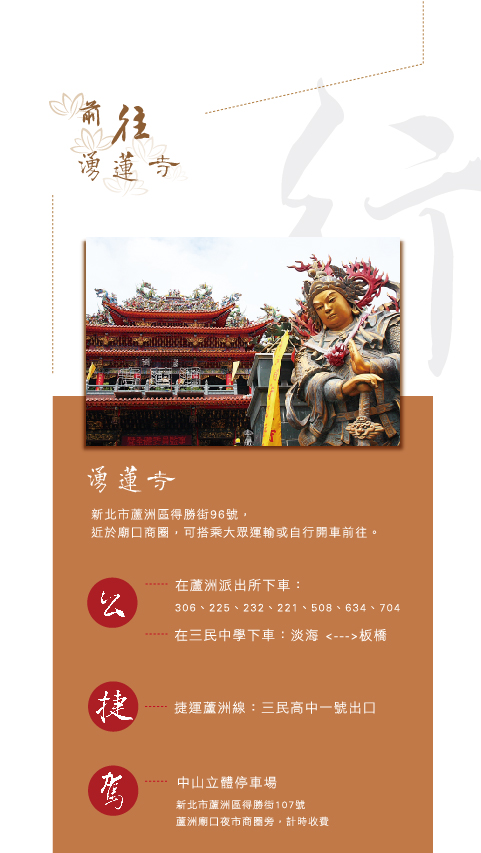 行
前往
湧蓮寺
湧蓮寺
新北市蘆洲區得勝街96號，
近於廟口商圈，可搭乘大眾運輸或自行開車前往。
公
在蘆洲派出所下車：
306、225、232、221、508、634、704
在三民中學下車：淡海 <--->板橋
捷
捷運蘆洲線：三民高中一號出口
駕
中山立體停車場
新北市蘆洲區得勝街107號
蘆洲廟口夜市商圈旁，計時收費